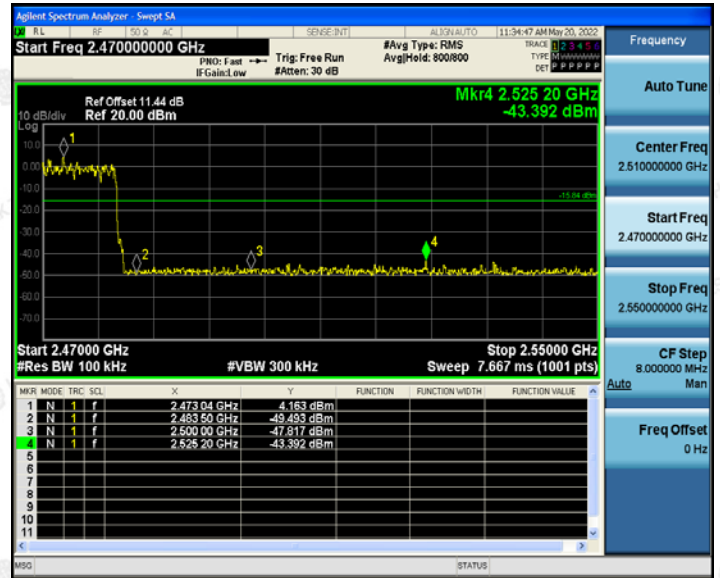 Agilent Spectrum Analyzer - Swept SA
RL RF 50 Ω AC SENSE:INT ALIGNAUTO 11:34:47 AM May 20, 2022
Start Freq 2.470000000 GHz
PNO: Fast
IFGain:Low
Trig: Free Run
#Atten: 30 dB
#Avg Type: RMS
Avg|Hold: 800/800
TRACE 1 2 3 4 5 6
TYPE M
DET P P P P P P
Ref Offset 11.44 dB
10 dB/div Ref 20.00 dBm
Log
Mkr4 2.525 20 GHz
-43.392 dBm
10.0
0.00
-10.0
-20.0
-30.0
-40.0
-50.0
-60.0
-70.0
1
2
3
4
-15.84 dBm
Start 2.47000 GHz Stop 2.55000 GHz
#Res BW 100 kHz #VBW 300 kHz Sweep 7.667 ms (1001 pts)
MKR MODE TRC SCL X Y FUNCTION FUNCTION WIDTH FUNCTION VALUE
1 N 1 f 2.473 04 GHz 4.163 dBm
2 N 1 f 2.483 50 GHz -49.493 dBm
3 N 1 f 2.500 00 GHz -47.817 dBm
4 N 1 f 2.525 20 GHz -43.392 dBm
5
6
7
8
9
10
11
MSG STATUS
Frequency
Auto Tune
Center Freq
2.510000000 GHz
Start Freq
2.470000000 GHz
Stop Freq
2.550000000 GHz
CF Step
8.000000 MHz
Auto Man
Freq Offset
0 Hz